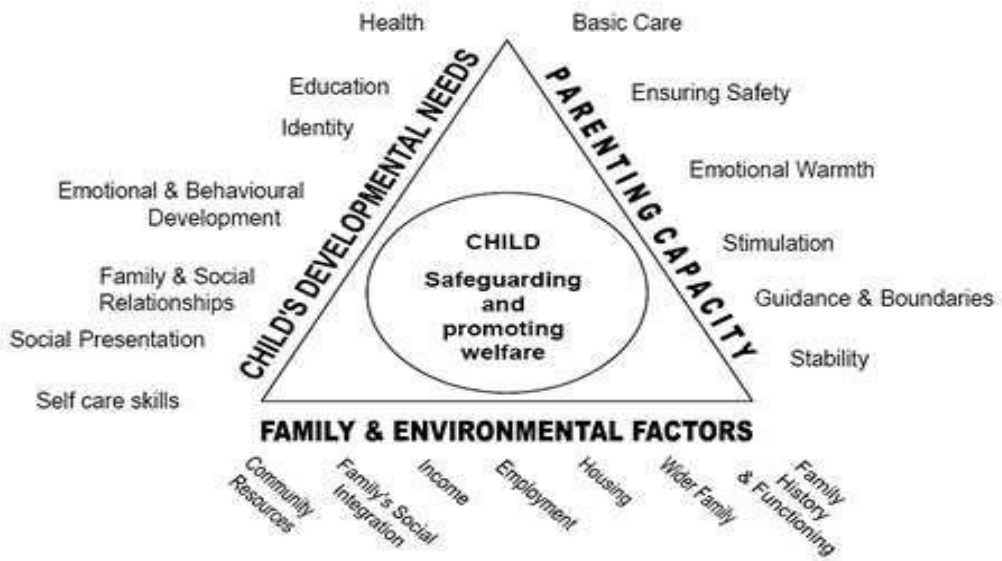 Health
Education
Identity
Emotional & Behavioural
Development
Family & Social
Relationships
Social Presentation
Self care skills
CHILD'S DEVELOPMENTAL NEEDS
Basic Care
Ensuring Safety
Emotional Warmth
Stimulation
Guidance & Boundaries
Stability
PARENTING CAPACITY
CHILD
Safeguarding
and
promoting
welfare
FAMILY & ENVIRONMENTAL FACTORS
Community
Resources
Family's Social
Integration
Income
Employment
Housing
Wider Family
Family
History
& Functioning